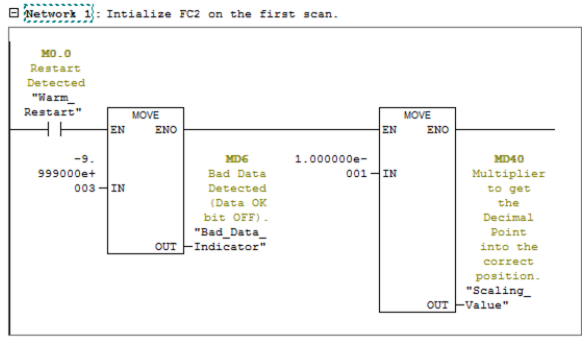 Network 1: Intialize FC2 on the first scan.
M0.0
Restart
Detected
"Warm_
Restart"
MOVE
EN ENO
-9.
999000e+
003 IN
OUT
MD6
Bad Data
Detected
(Data OK
bit OFF).
"Bad_Data_
Indicator"
MOVE
EN ENO
1.000000e-
001 IN
OUT
MD40
Multiplier
to get
the
Decimal
Point
into the
correct
position.
"Scaling_
Value"